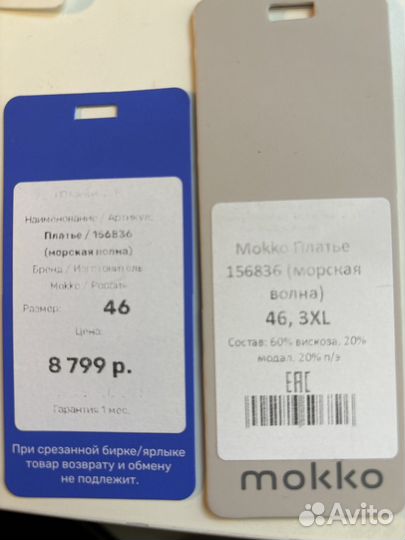 Наименование / Артикул:
Платье / 156836
(морская волна)
Бренд / Изготовитель
Mokko /
Размер: 46
Цена:
8 799 р.
Гарантия 1 мес.
При срезанной бирке/ярлыке
товар возврату и обмену
не подлежит.
Mokko Платье
156836 (морская
волна)
46, 3XL
Состав: 60% вискоза, 20%
модал, 20% п/э
EAC
mokko
Avito